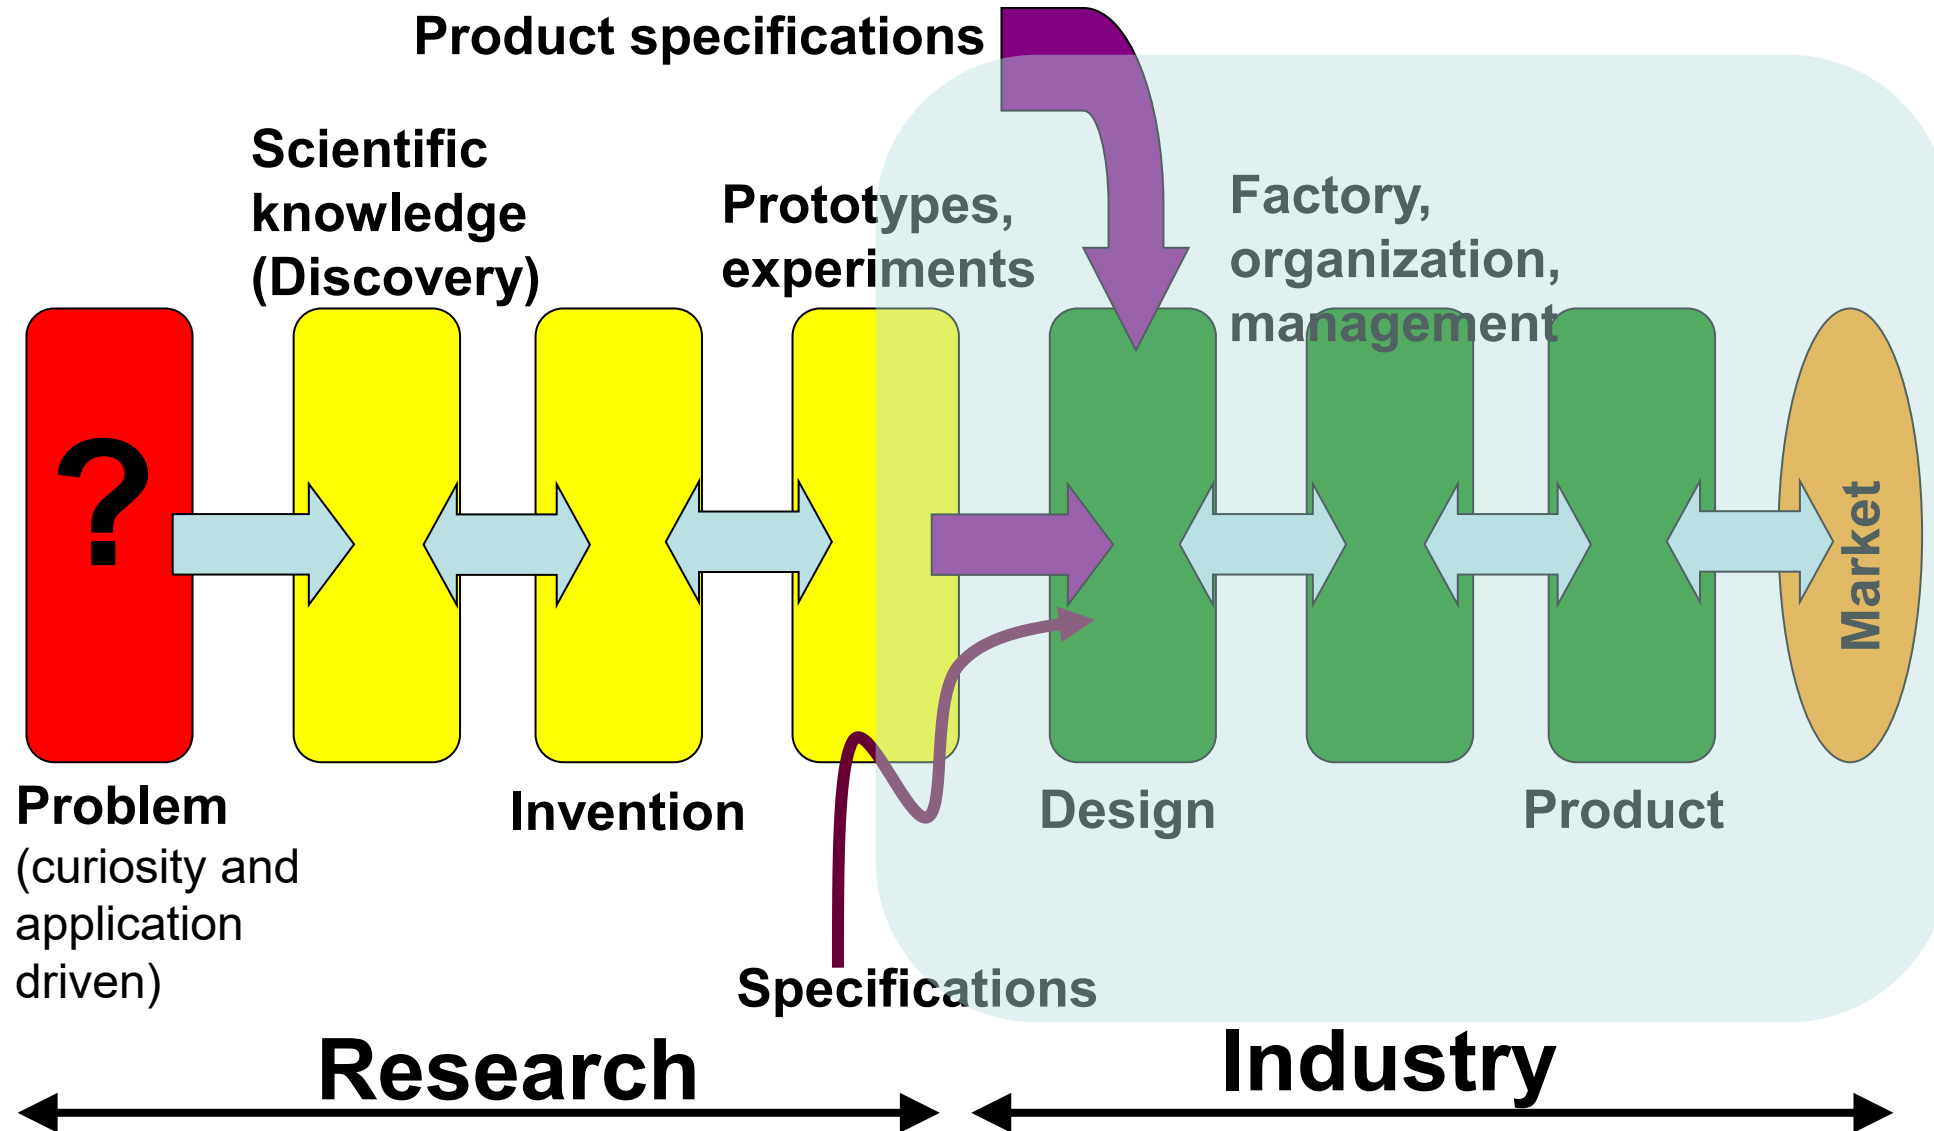 Product specifications
Scientific
knowledge
(Discovery)
Prototypes,
experiments
Factory,
organization,
management
?
Market
Problem
(curiosity and
application
driven)
Invention
Design
Product
Specifications
Research
Industry